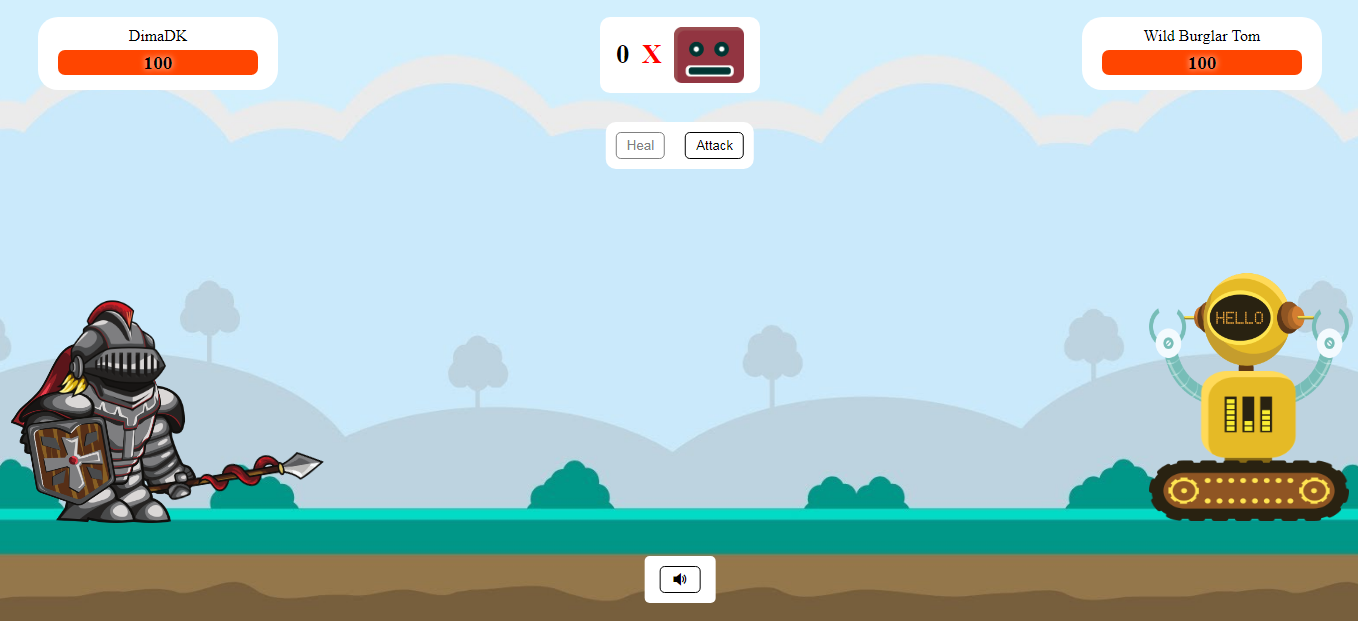 DimaDK
100
0 X
Wild Burglar Tom
100
Heal
Attack
HELLO